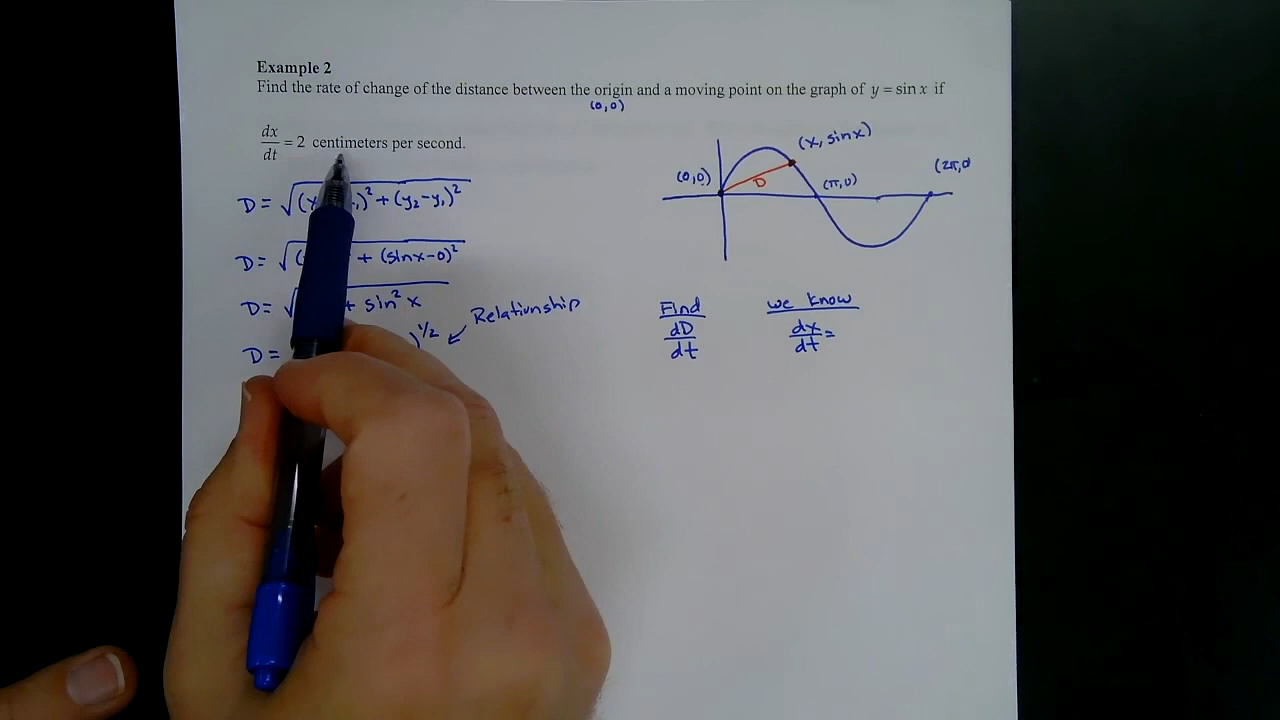 Example 2
Find the rate of change of the distance between the origin and a moving point on the graph of y = sin x if
(0,0)
dx/dt = 2 centimeters per second.
D = √(x ₁)² + (y₂-y₁)²
D = √( + (sinx-0)²
D = √ + sin² x
D = )^1/2
Relationship
(x, sinx)
(0,0)
D
(π,0)
(2π,0
Find
dD/dt
we know
dx/dt =